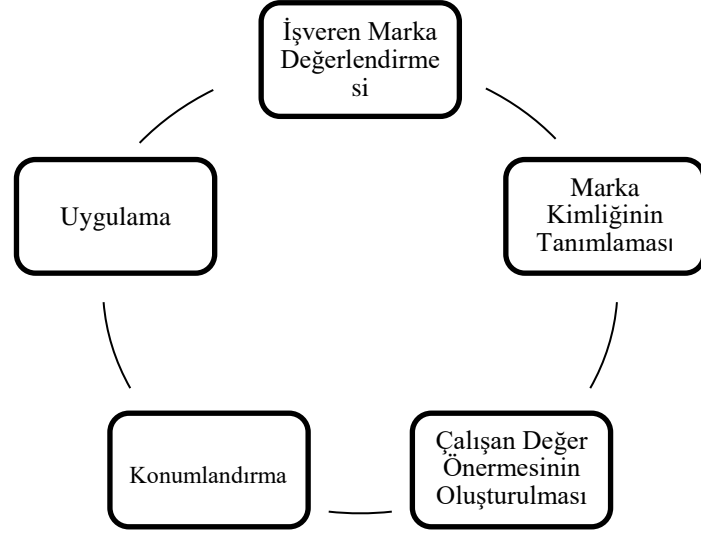 İşveren Marka
Değerlendirme
si
Marka
Kimliğinin
Tanımlaması
Çalışan Değer
Önermesinin
Oluşturulması
Konumlandırma
Uygulama